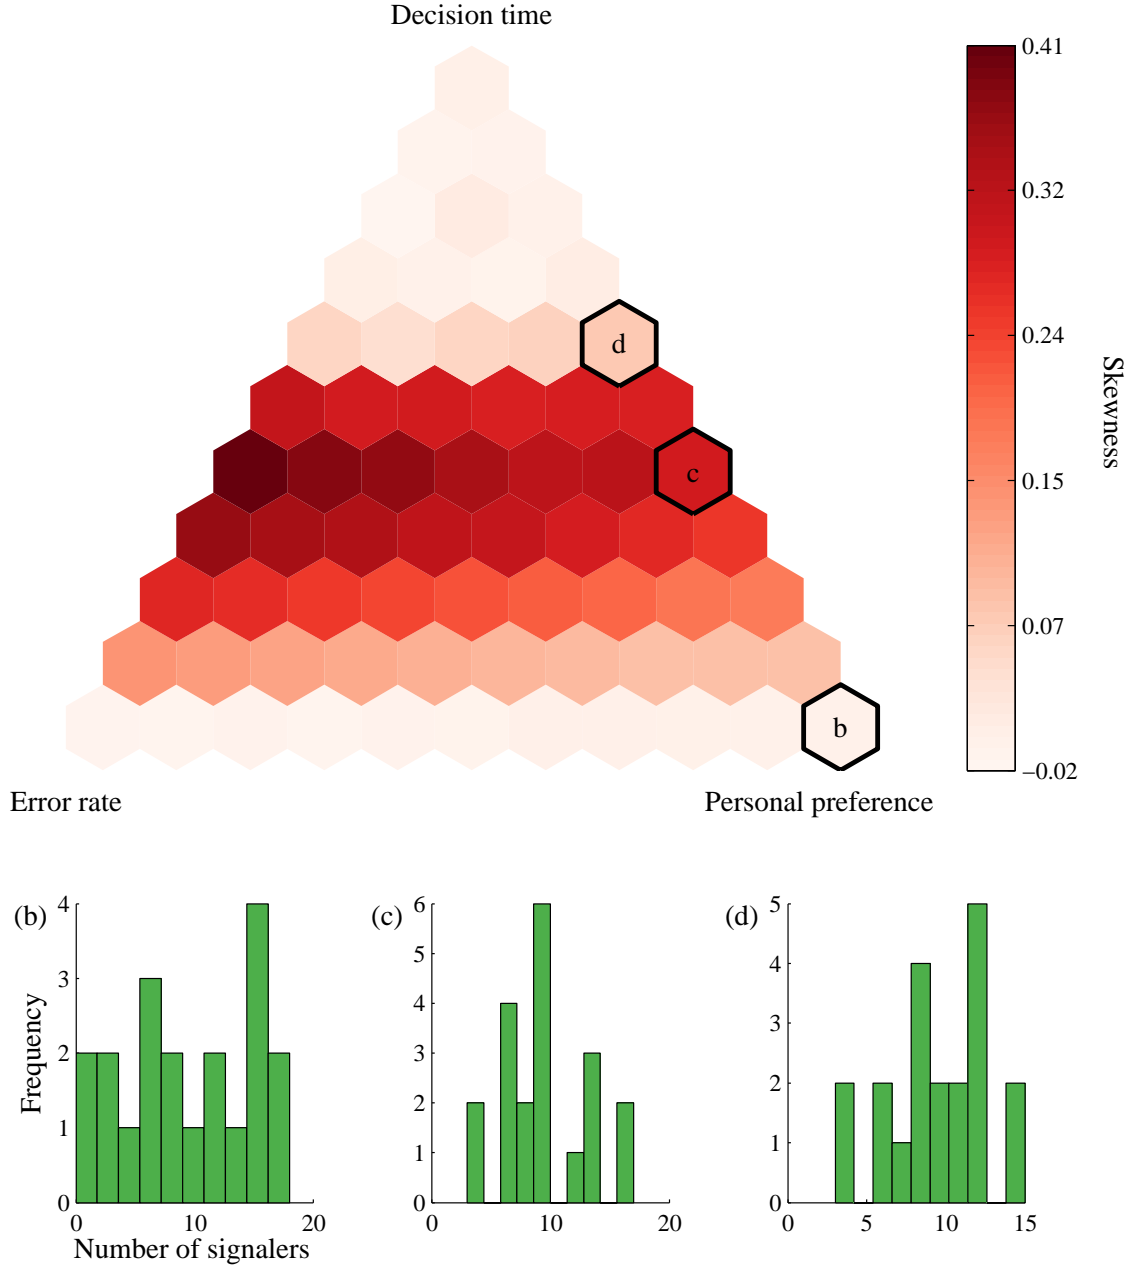 Decision time
0.41
0.32
0.24
0.15
0.07
−0.02
Skewness
d
c
b
Error rate
Personal preference
(b)
4
3
2
1
0
0
10
20
Frequency
Number of signalers
(c)
6
5
4
3
2
1
0
0
10
20
(d)
5
4
3
2
1
0
0
5
10
15